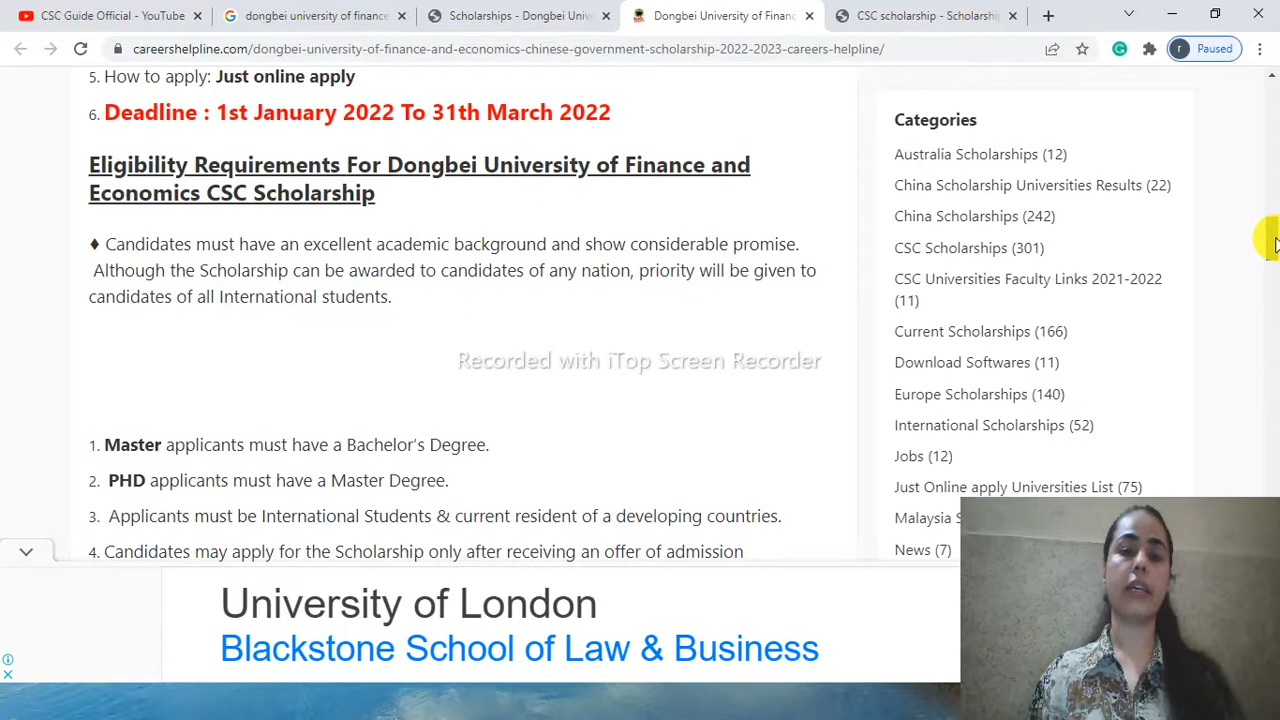 CSC Guide Official - YouTube
dongbei university of finance
Scholarships - Dongbei Unive
Dongbei University of Financ
CSC scholarship - Scholarship
careershelpline.com/dongbei-university-of-finance-and-economics-chinese-government-scholarship-2022-2023-careers-helpline/
r
Paused
5. How to apply: Just online apply
6. Deadline : 1st January 2022 To 31th March 2022
Eligibility Requirements For Dongbei University of Finance and
Economics CSC Scholarship
♦ Candidates must have an excellent academic background and show considerable promise.
Although the Scholarship can be awarded to candidates of any nation, priority will be given to
candidates of all International students.
Recorded with iTop Screen Recorder
1. Master applicants must have a Bachelor’s Degree.
2. PHD applicants must have a Master Degree.
3. Applicants must be International Students & current resident of a developing countries.
4. Candidates may apply for the Scholarship only after receiving an offer of admission
Categories
Australia Scholarships (12)
China Scholarship Universities Results (22)
China Scholarships (242)
CSC Scholarships (301)
CSC Universities Faculty Links 2021-2022
(11)
Current Scholarships (166)
Download Softwares (11)
Europe Scholarships (140)
International Scholarships (52)
Jobs (12)
Just Online apply Universities List (75)
Malaysia S
News (7)
University of London
Blackstone School of Law & Business